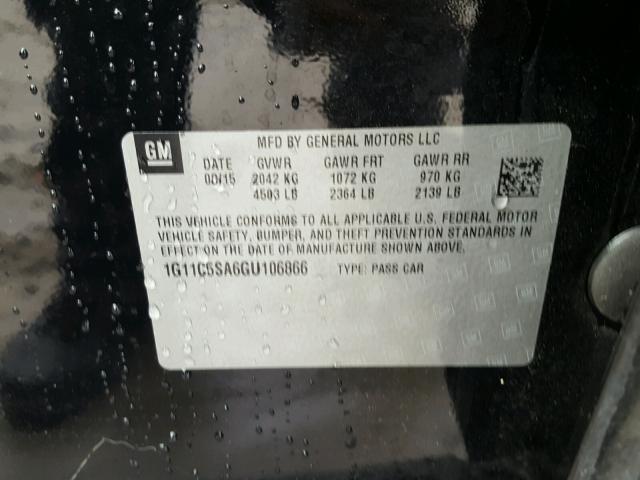 GM
MFD BY GENERAL MOTORS LLC
DATE GVWR GAWR FRT GAWR RR
2042 KG 1072 KG 970 KG
4503 LB 2364 LB 2139 LB
THIS VEHICLE CONFORMS TO ALL APPLICABLE U.S. FEDERAL MOTOR
VEHICLE SAFETY, BUMPER, AND THEFT PREVENTION STANDARDS IN
EFFECT ON THE DATE OF MANUFACTURE SHOWN ABOVE.
1G11C5SA6GU106866 TYPE: PASS CAR